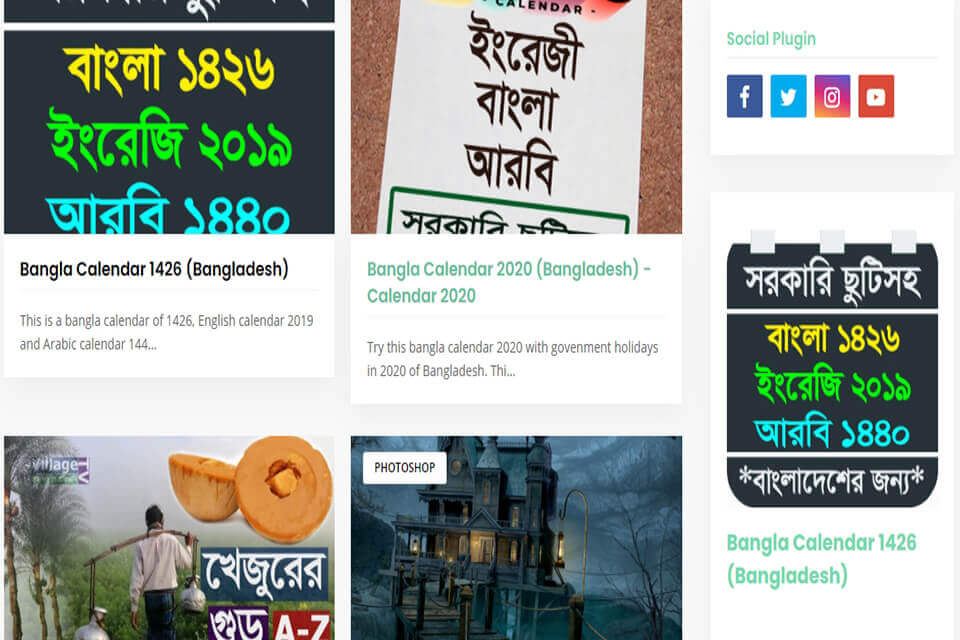 বাংলা ১৪২৬
ইংরেজি ২০১৯
আরবি ১৪৪০
Bangla Calendar 1426 (Bangladesh)
This is a bangla calendar of 1426, English calendar 2019
and Arabic calendar 144...
- CALENDAR -
ইংরেজী
বাংলা
আরবি
সরকারি ছুটিসহ
Bangla Calendar 2020 (Bangladesh) -
Calendar 2020
Try this bangla calendar 2020 with govenment holidays
in 2020 of Bangladesh. Thi...
Village TV
খেজুরের
গুড় A-Z
PHOTOSHOP
Social Plugin
সরকারি ছুটিসহ
বাংলা ১৪২৬
ইংরেজি ২০১৯
আরবি ১৪৪০
*বাংলাদেশের জন্য*
Bangla Calendar 1426
(Bangladesh)